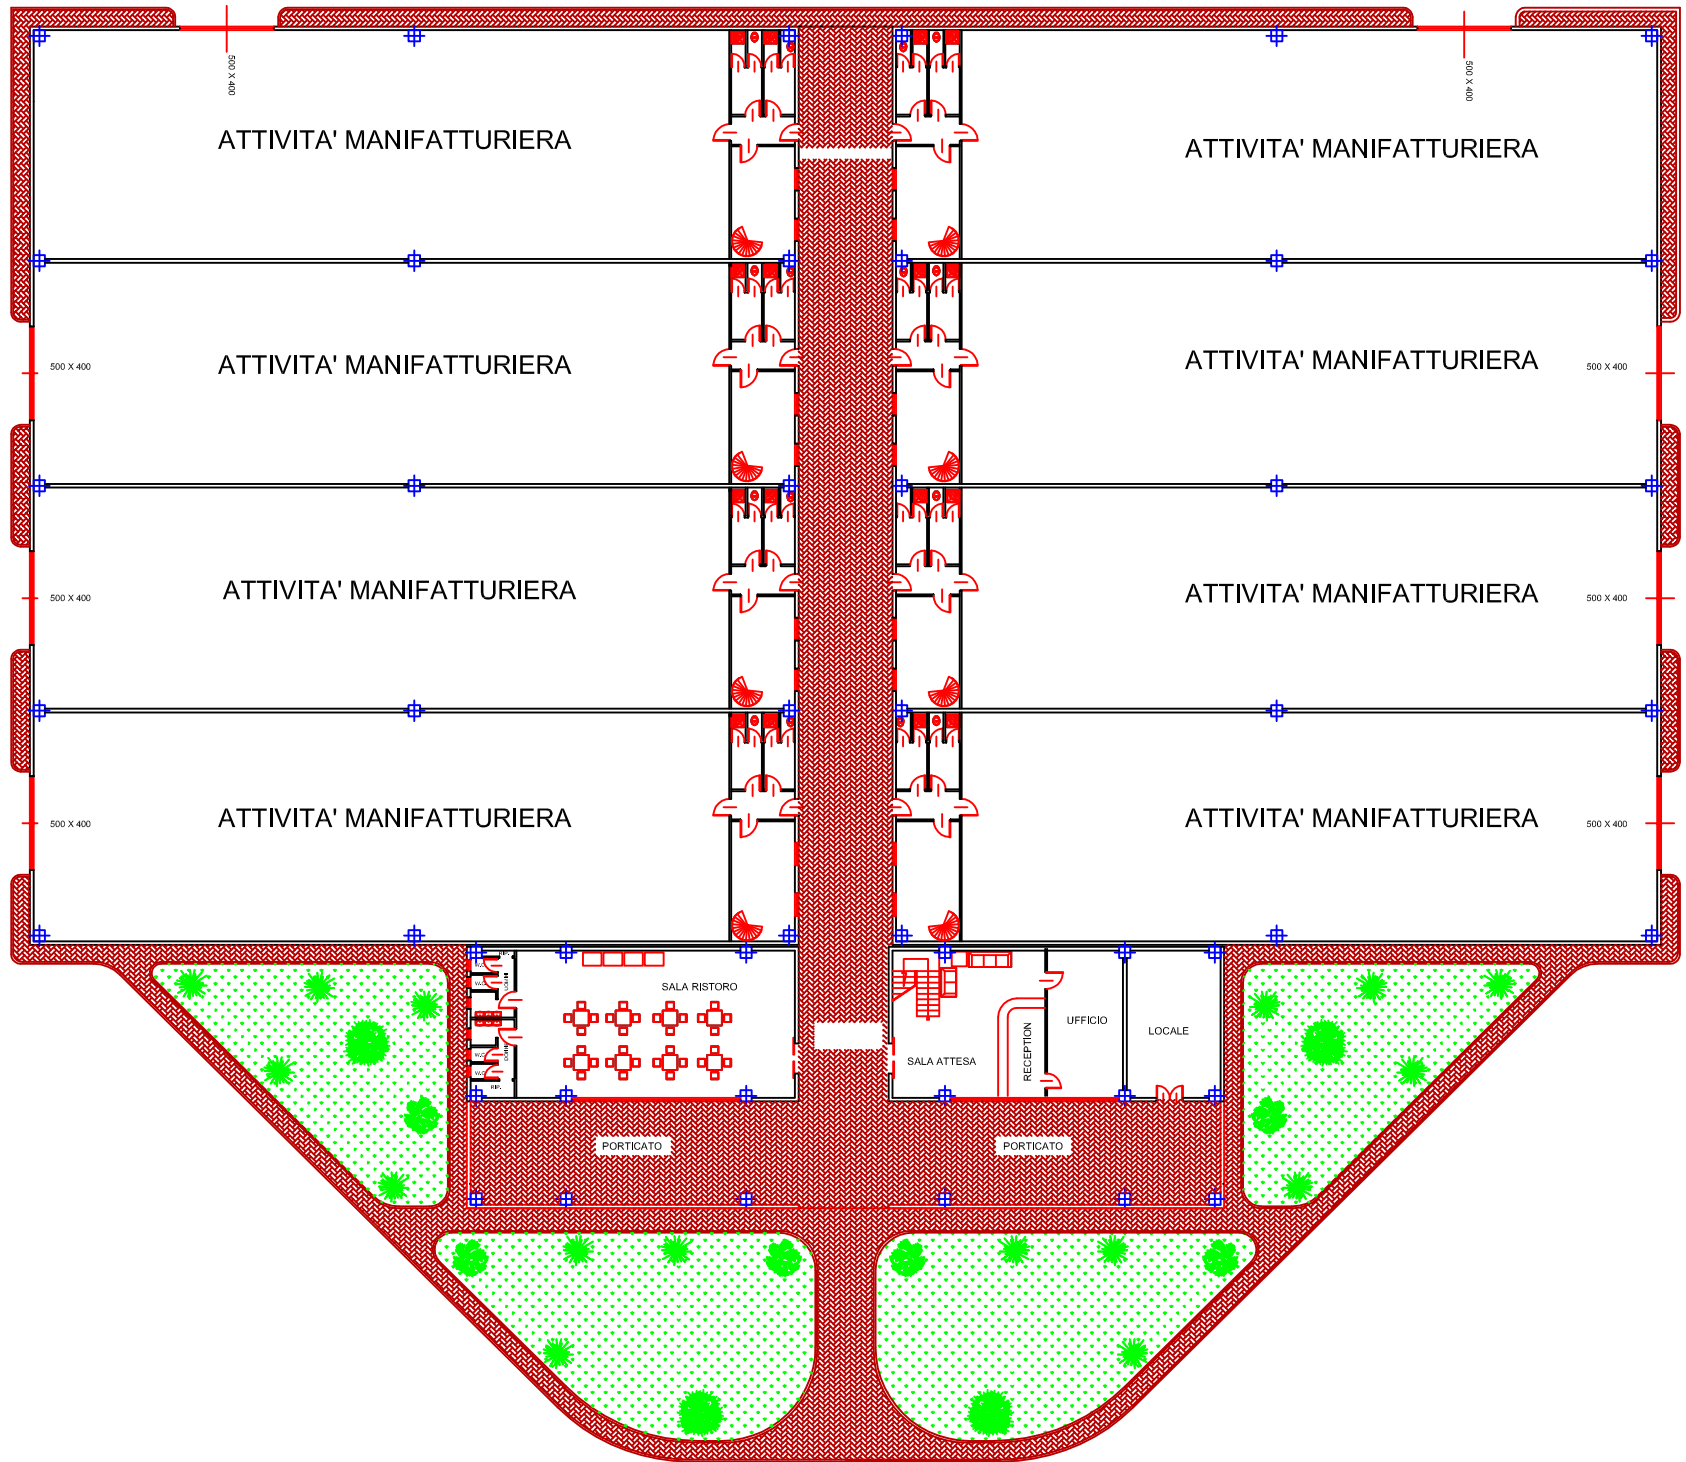 500 X 400
500 X 400
ATTIVITA' MANIFATTURIERA
ATTIVITA' MANIFATTURIERA
500 X 400
ATTIVITA' MANIFATTURIERA
ATTIVITA' MANIFATTURIERA
500 X 400
500 X 400
ATTIVITA' MANIFATTURIERA
ATTIVITA' MANIFATTURIERA
500 X 400
500 X 400
ATTIVITA' MANIFATTURIERA
ATTIVITA' MANIFATTURIERA
500 X 400
RIP.
W.C.
W.C.
SALA RISTORO
UFFICIO
LOCALE
RECEPTION
SALA ATTESA
W.C.
W.C.
RIP.
PORTICATO
PORTICATO